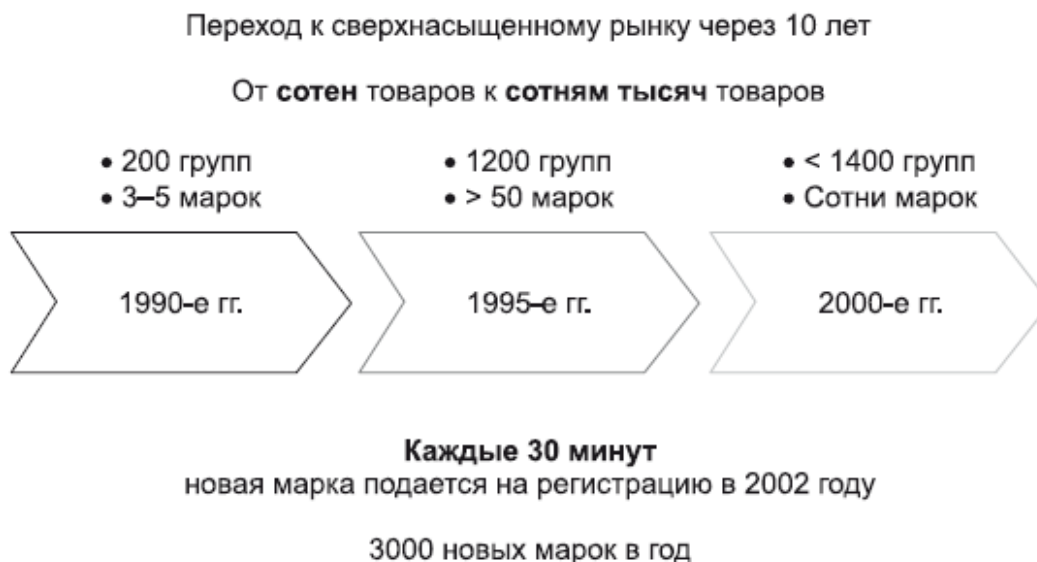 Переход к сверхнасыщенному рынку через 10 лет
От сотен товаров к сотням тысяч товаров
• 200 групп
• 3–5 марок
• 1200 групп
• > 50 марок
• < 1400 групп
• Сотни марок
1990-е гг.
1995-е гг.
2000-е гг.
Каждые 30 минут
новая марка подается на регистрацию в 2002 году
3000 новых марок в год